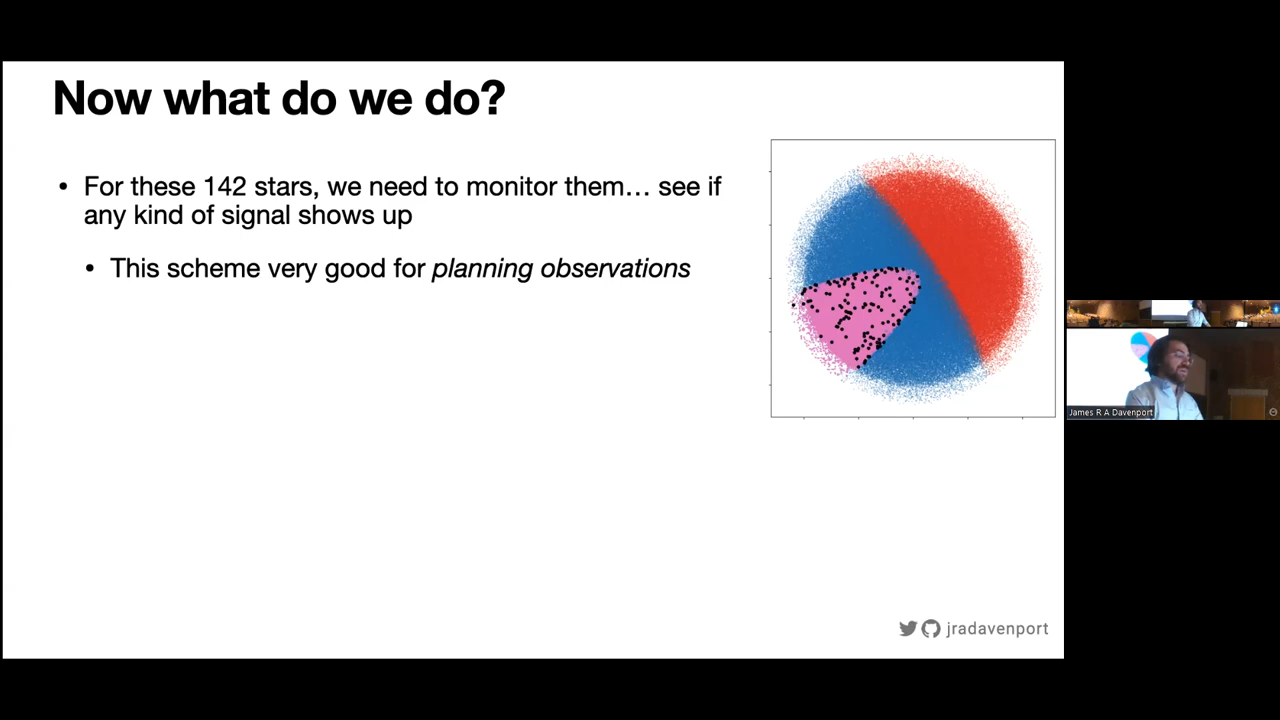 Now what do we do?
• For these 142 stars, we need to monitor them… see if
any kind of signal shows up
• This scheme very good for planning observations
jradavenport
James R A Davenport